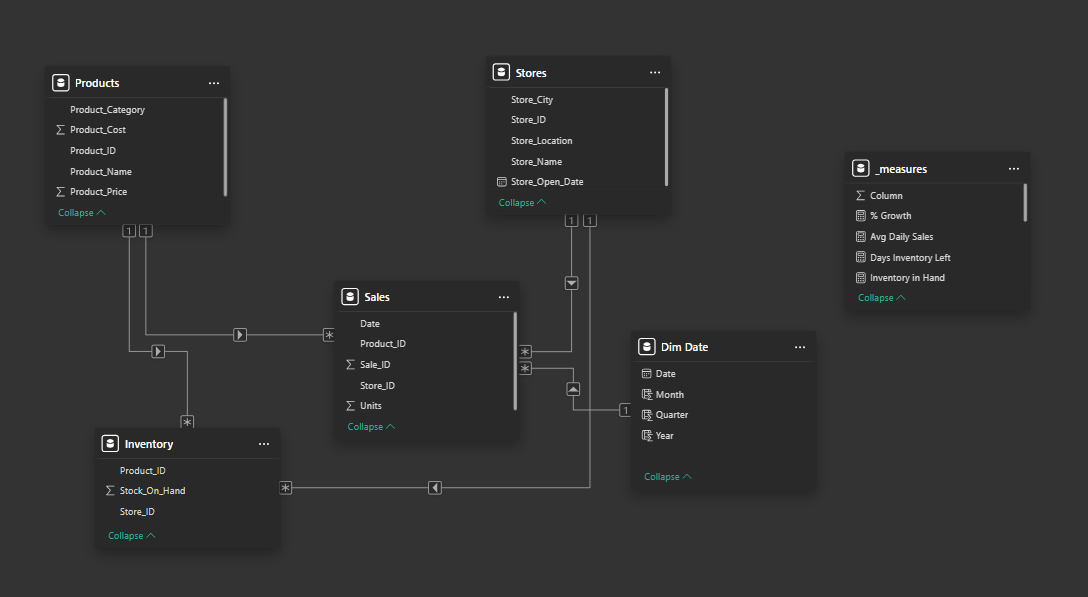 Products
Product_Category
Product_Cost
Product_ID
Product_Name
Product_Price
Collapse
1 1
Stores
Store_City
Store_ID
Store_Location
Store_Name
Store_Open_Date
Collapse
1 1
_measures
Column
% Growth
Avg Daily Sales
Days Inventory Left
Inventory in Hand
Collapse
Sales
Date
Product_ID
Sale_ID
Store_ID
Units
Collapse
*
*
*
1
Dim Date
Date
Month
Quarter
Year
Collapse
*
Inventory
Product_ID
Stock_On_Hand
Store_ID
Collapse
*